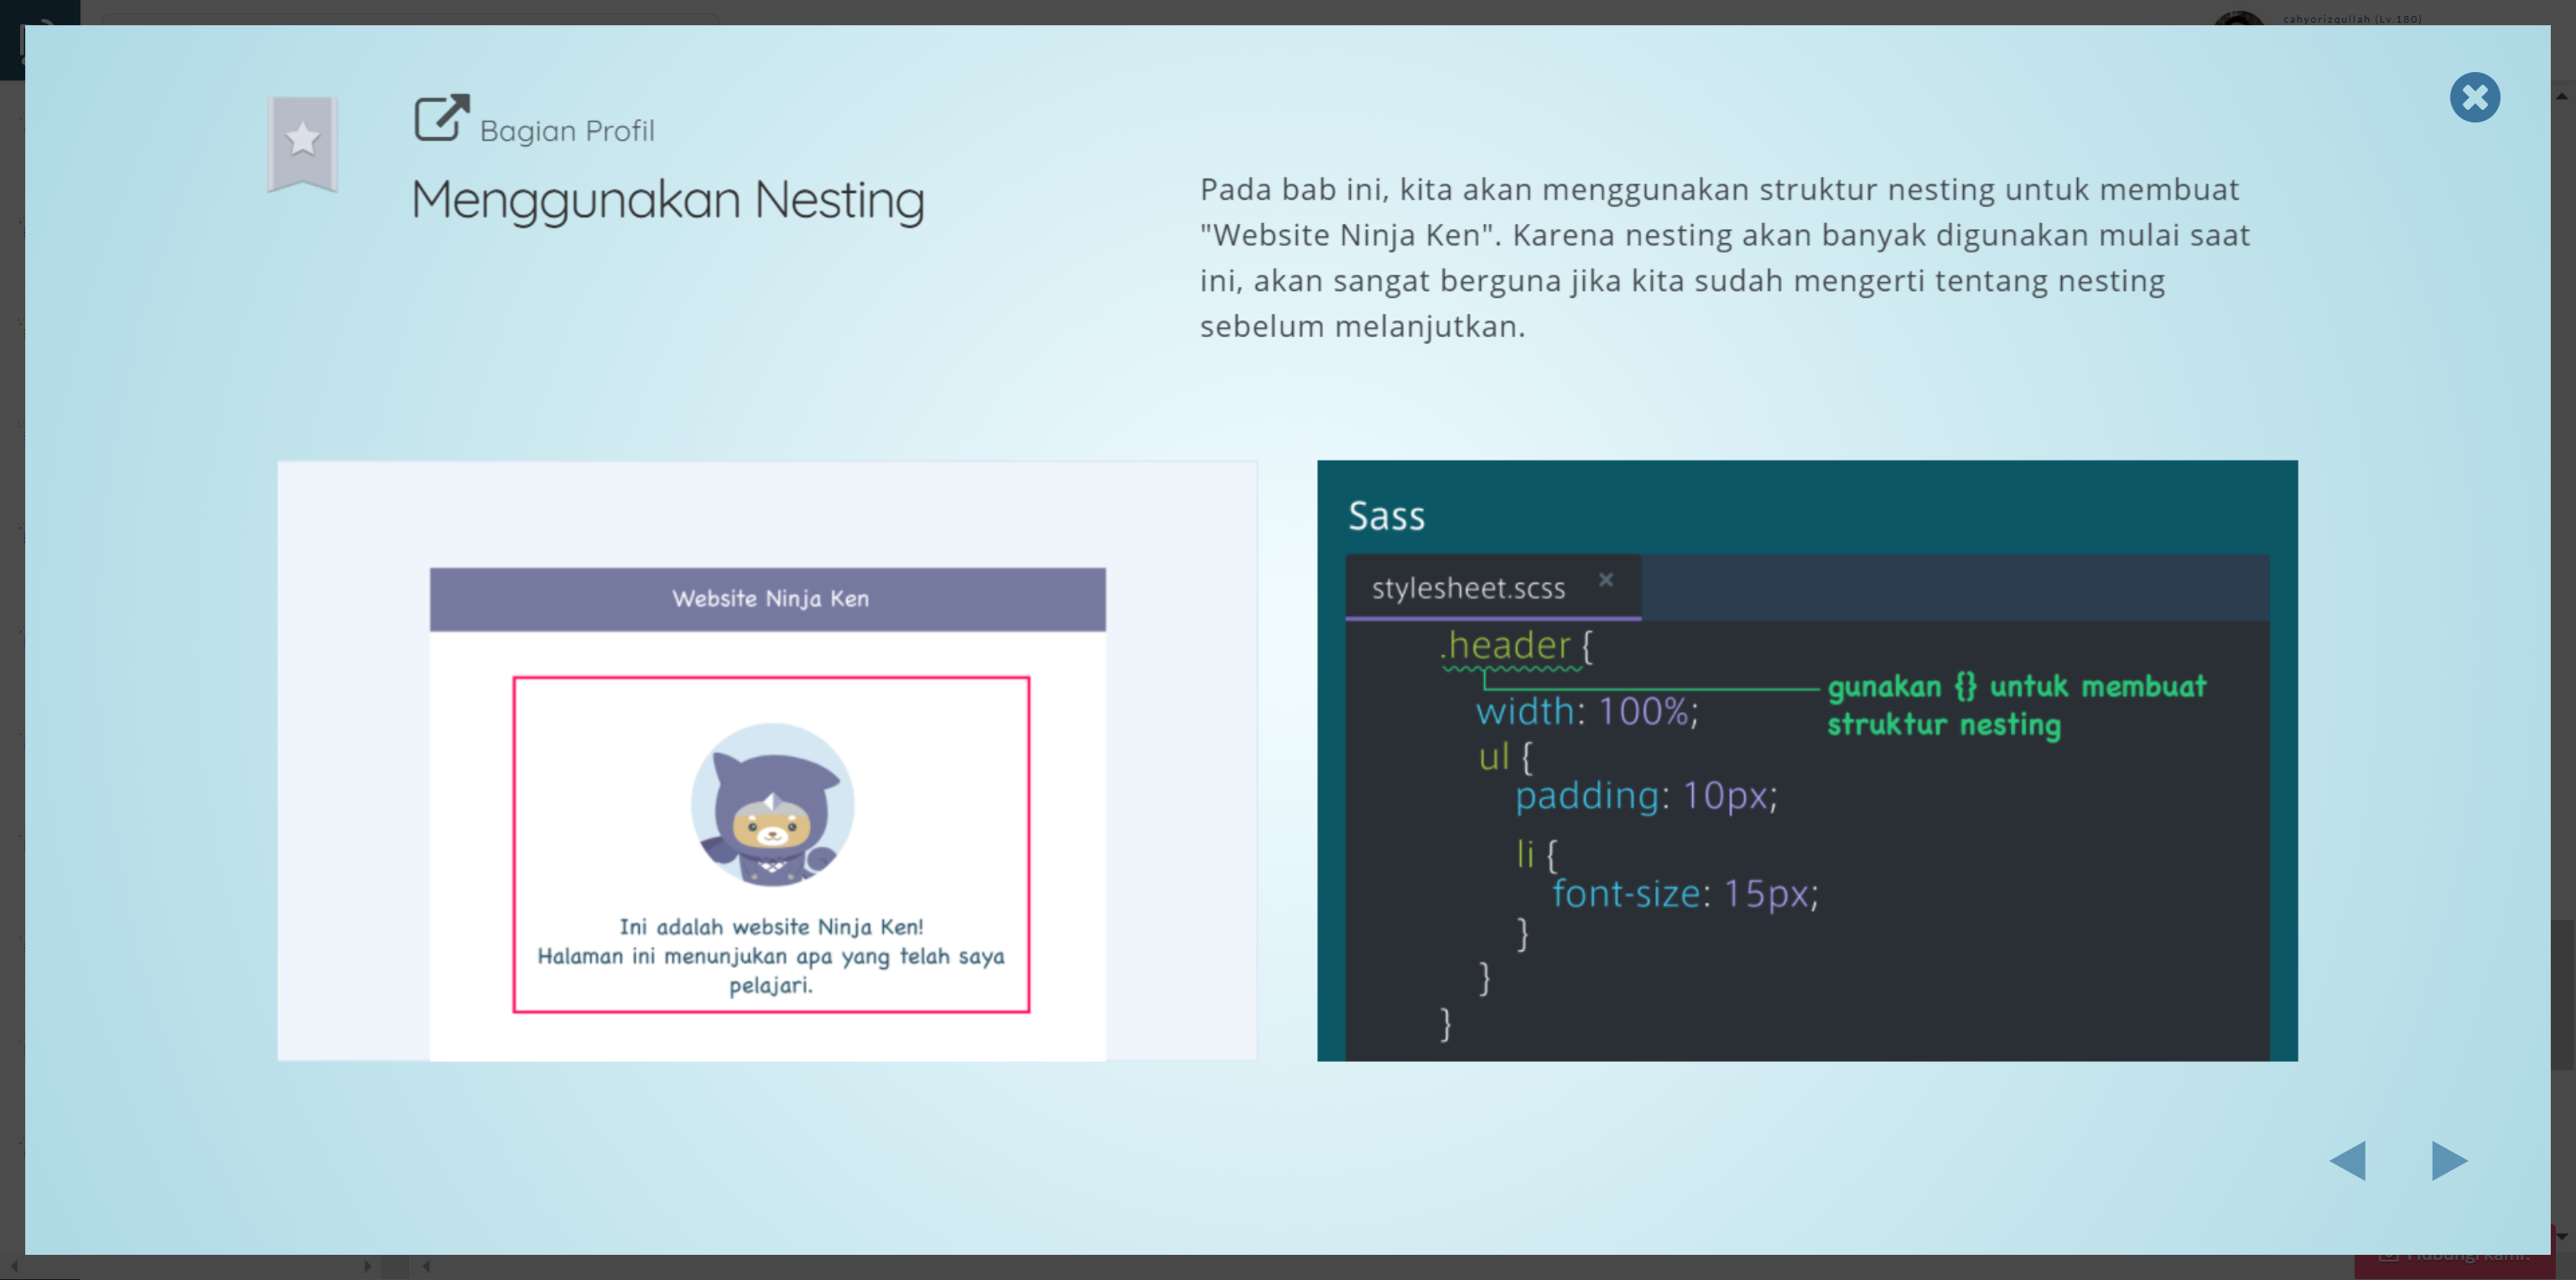 cahyorizqullah (Lv.180)
Bagian Profil
Menggunakan Nesting
Pada bab ini, kita akan menggunakan struktur nesting untuk membuat
"Website Ninja Ken". Karena nesting akan banyak digunakan mulai saat
ini, akan sangat berguna jika kita sudah mengerti tentang nesting
sebelum melanjutkan.
Website Ninja Ken
Ini adalah website Ninja Ken!
Halaman ini menunjukan apa yang telah saya
pelajari.
Sass
stylesheet.scss
.header {
gunakan {} untuk membuat
struktur nesting
width: 100%;
ul {
padding: 10px;
li {
font-size: 15px;
}
}
}
Hubungi kami